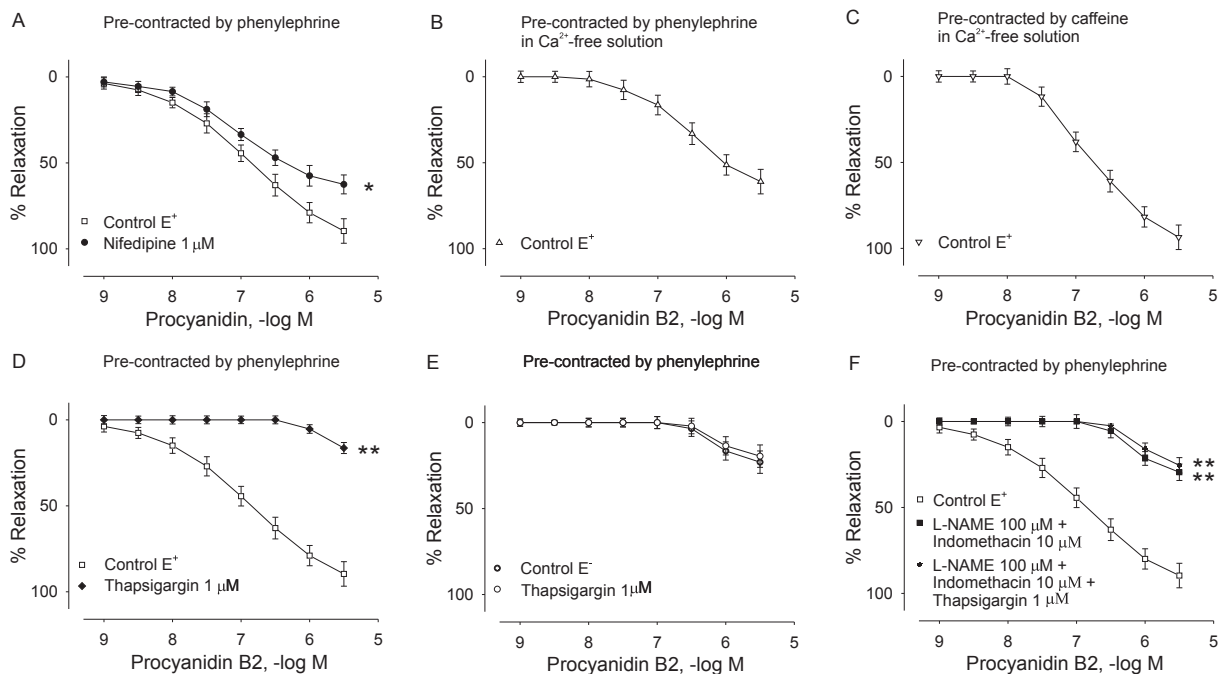 A
Pre-contracted by phenylephrine
0
50
100
% Relaxation
Control E⁺
Nifedipine 1 μM
*
9 8 7 6 5
Procyanidin, -log M
B
Pre-contracted by phenylephrine
in Ca²⁺-free solution
0
50
100
% Relaxation
Control E⁺
9 8 7 6 5
Procyanidin B2, -log M
C
Pre-contracted by caffeine
in Ca²⁺-free solution
0
50
100
% Relaxation
Control E⁺
9 8 7 6 5
Procyanidin B2, -log M
D
Pre-contracted by phenylephrine
0
50
100
% Relaxation
**
Control E⁺
Thapsigargin 1 μM
9 8 7 6 5
Procyanidin B2, -log M
E
Pre-contracted by phenylephrine
0
50
100
% Relaxation
Control E⁻
Thapsigargin 1μM
9 8 7 6 5
Procyanidin B2, -log M
F
Pre-contracted by phenylephrine
0
50
100
% Relaxation
**
**
Control E⁺
L-NAME 100 μM +
Indomethacin 10 μM
L-NAME 100 μM +
Indomethacin 10 μM +
Thapsigargin 1 μM
9 8 7 6 5
Procyanidin B2, -log M